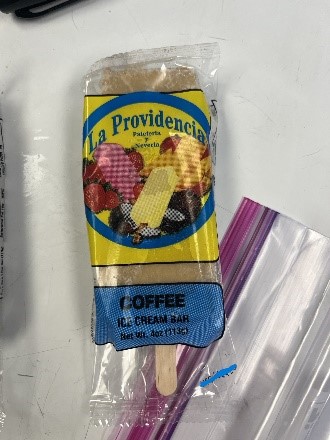 La Providencia
Paleteria
y
Neveria
COFFEE
ICE CREAM BAR
Net Wt. 4oz (113g)